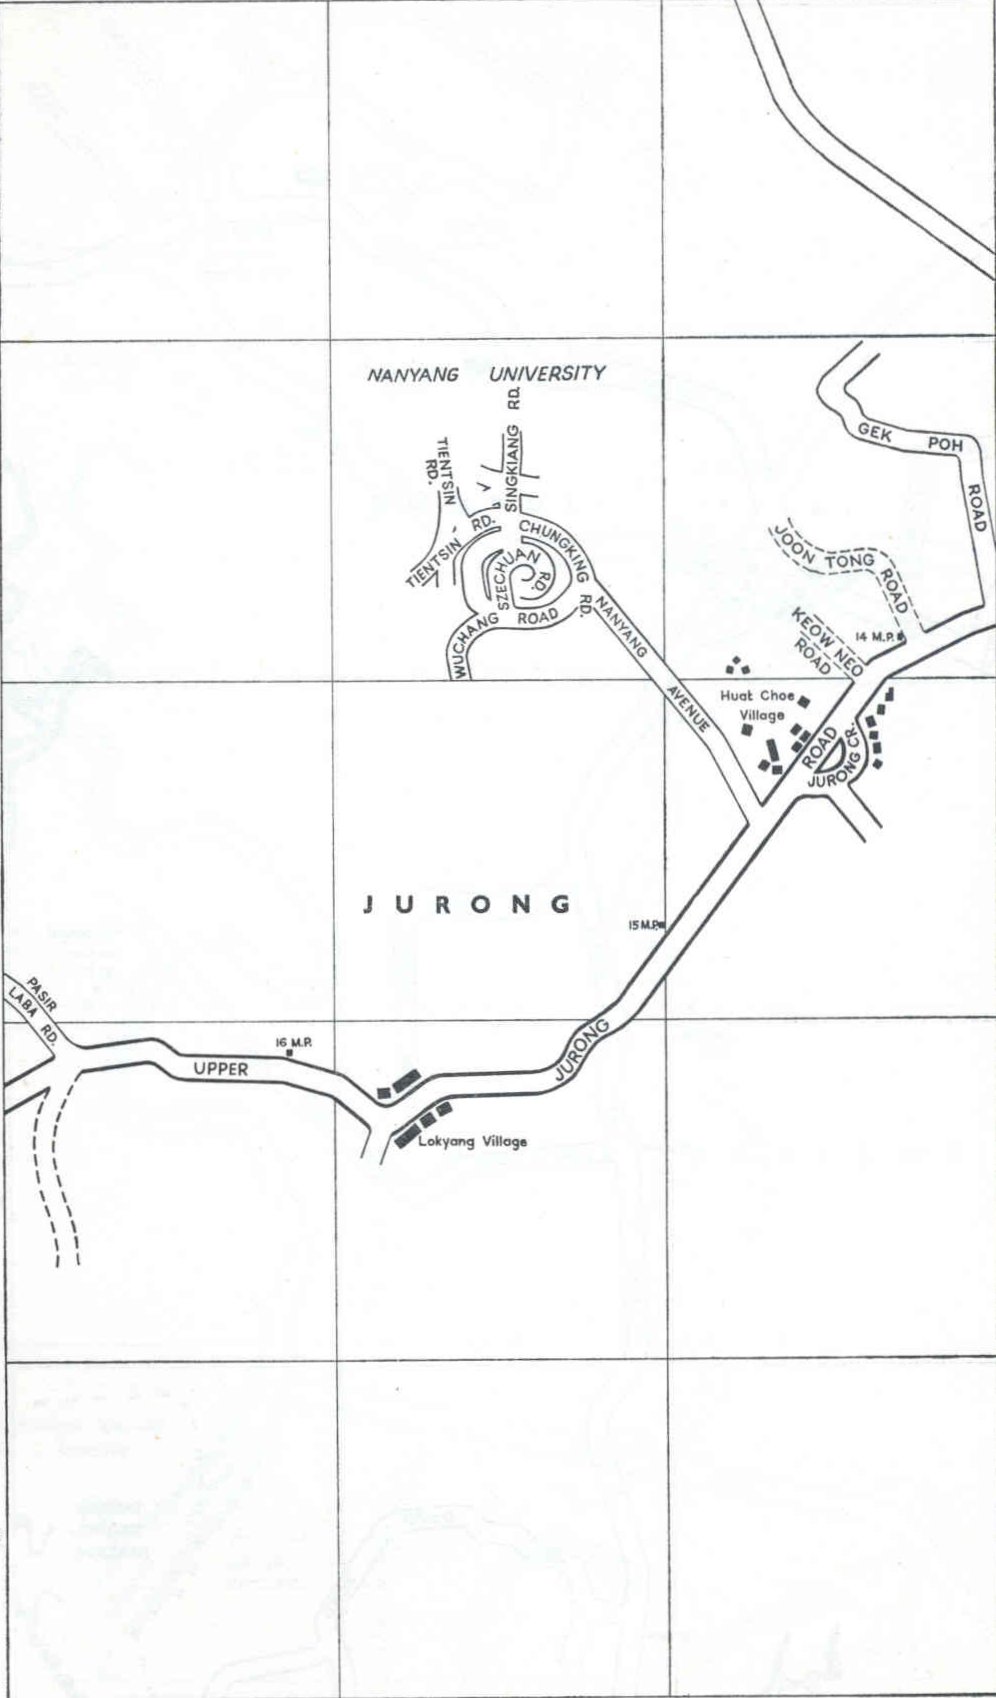 NANYANG UNIVERSITY
SINGKIANG RD.
TIENTSIN RD.
GEK POH ROAD
TIENTSIN RD.
CHUNGKING RD.
SZECHUAN RD.
WUCHANG ROAD
JOON TONG ROAD
KEOW NEO ROAD
14 M.P.
NANYANG AVENUE
Huat Choe
Village
JURONG CR.
UPPER JURONG ROAD
JURONG
15 M.P.
PASIR LABA RD.
16 M.P.
Lokyang Village